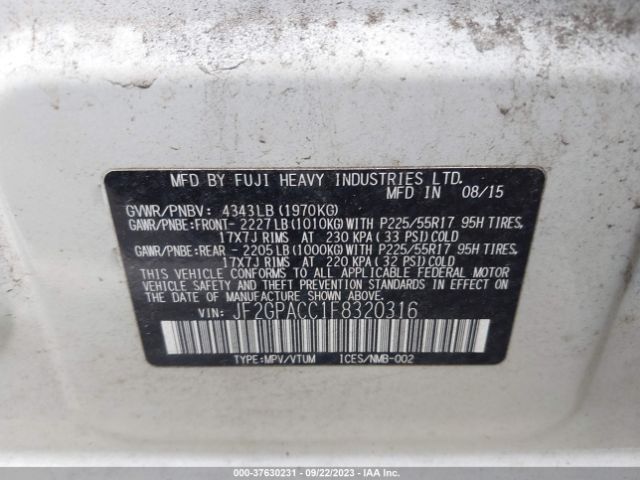 MFD BY FUJI HEAVY INDUSTRIES LTD.
MFD IN 08/15
GVWR/PNBV: 4343LB (1970KG)
GAWR/PNBE:FRONT- 2227LB (1010KG)WITH P225/55R17 95H TIRES,
17X7J RIMS AT 230 KPA (33 PSI)COLD
GAWR/PNBE:REAR - 2205LB (1000KG)WITH P225/55R17 95H TIRES,
17X7J RIMS AT 220 KPA (32 PSI)COLD
THIS VEHICLE CONFORMS TO ALL APPLICABLE FEDERAL MOTOR
VEHICLE SAFETY AND THEFT PREVENTION STANDARDS IN EFFECT ON THE
DATE OF MANUFACTURE SHOWN ABOVE.
VIN: JF2GPACC1F8320316
TYPE:MPV/VTUM ICES/NMB-002
000-37630231 - 09/22/2023 - IAA Inc.